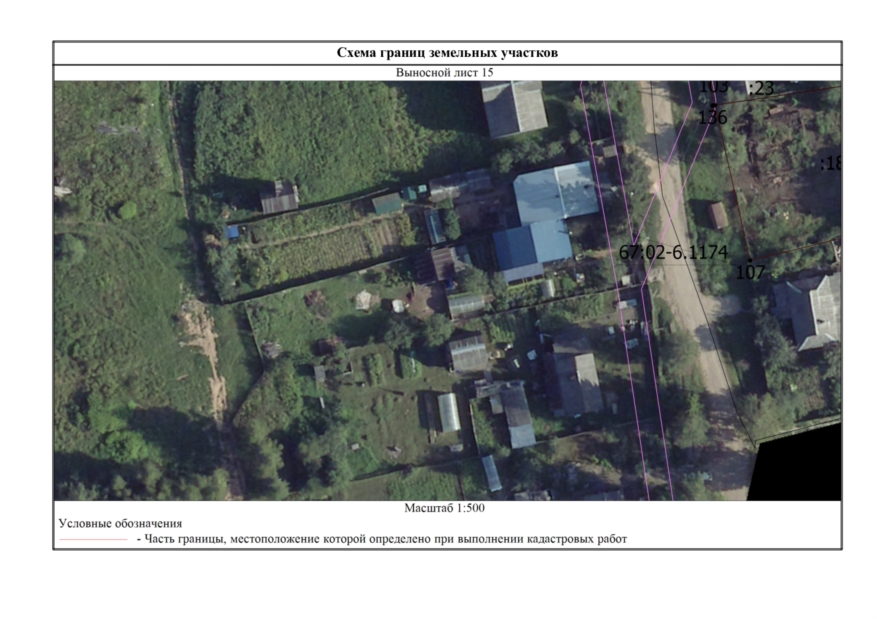 Схема границ земельных участков
Выносной лист 15
103
:23
136
:18
67:02-6.1174
107
Масштаб 1:500
Условные обозначения
- Часть границы, местоположение которой определено при выполнении кадастровых работ